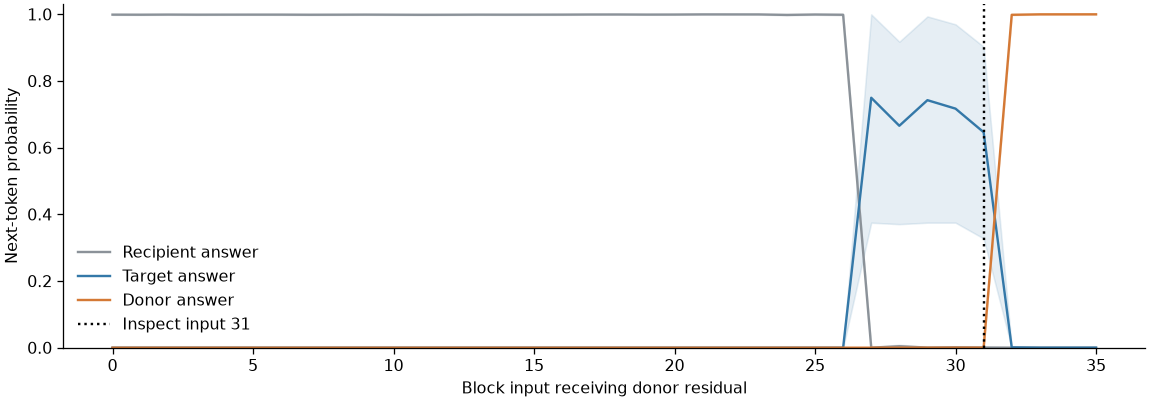 1.0
0.8
0.6
0.4
0.2
0.0
Next-token probability
Recipient answer
Target answer
Donor answer
Inspect input 31
0 5 10 15 20 25 30 35
Block input receiving donor residual